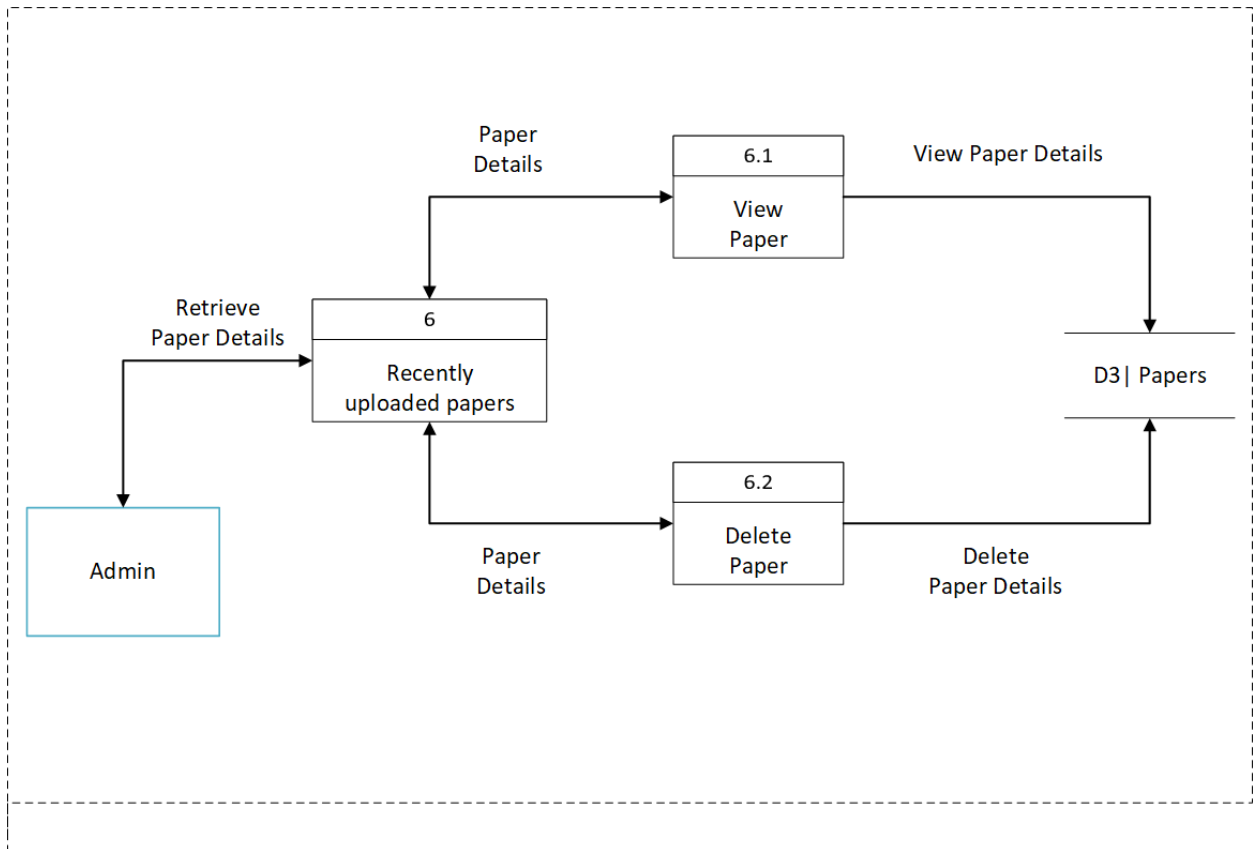 Paper
Details
6.1
View Paper Details
View
Paper
Retrieve
Paper Details
6
Recently
uploaded papers
D3| Papers
6.2
Admin
Delete
Paper
Paper
Details
Delete
Paper Details